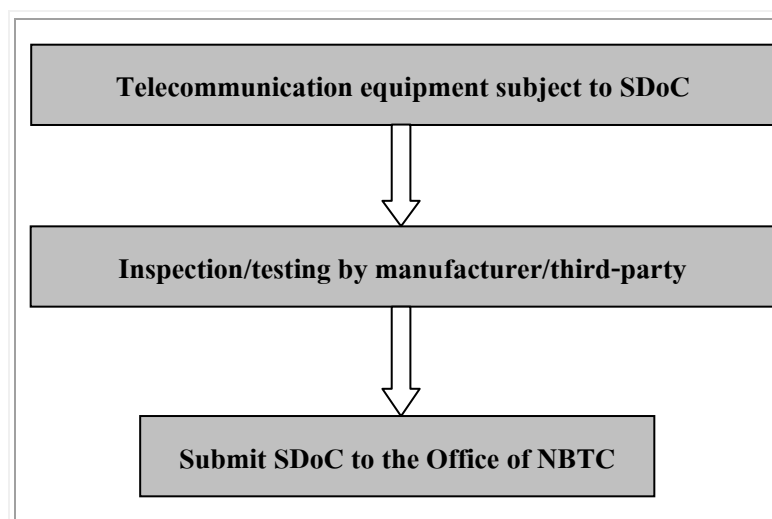 Telecommunication equipment subject to SDoC
Inspection/testing by manufacturer/third-party
Submit SDoC to the Office of NBTC